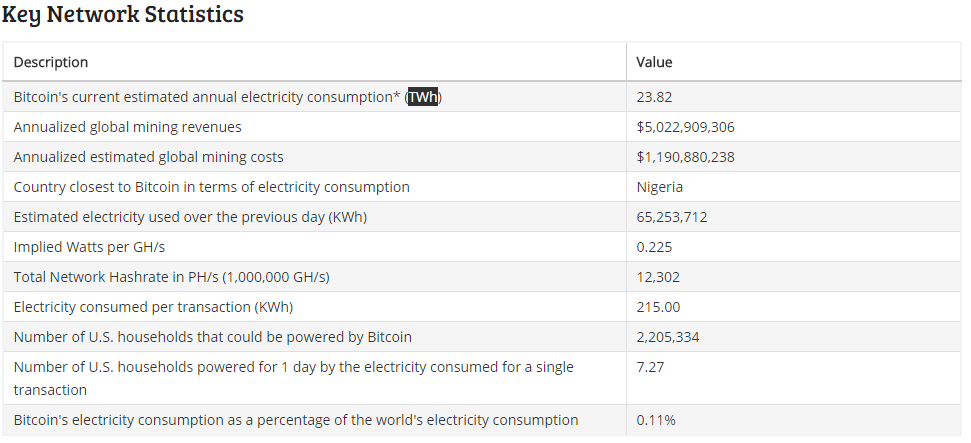 Key Network Statistics
Description Value
Bitcoin's current estimated annual electricity consumption* (TWh) 23.82
Annualized global mining revenues $5,022,909,306
Annualized estimated global mining costs $1,190,880,238
Country closest to Bitcoin in terms of electricity consumption Nigeria
Estimated electricity used over the previous day (KWh) 65,253,712
Implied Watts per GH/s 0.225
Total Network Hashrate in PH/s (1,000,000 GH/s) 12,302
Electricity consumed per transaction (KWh) 215.00
Number of U.S. households that could be powered by Bitcoin 2,205,334
Number of U.S. households powered for 1 day by the electricity consumed for a single 7.27
transaction
Bitcoin's electricity consumption as a percentage of the world's electricity consumption 0.11%